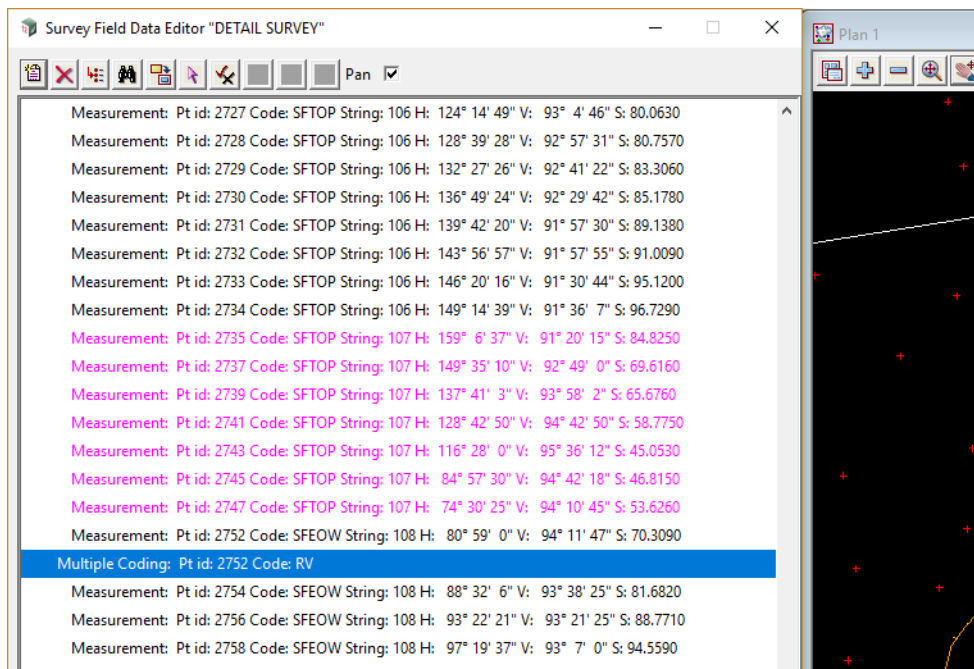 Survey Field Data Editor "DETAIL SURVEY"
Plan 1
Pan
Measurement: Pt id: 2727 Code: SFTOP String: 106 H: 124° 14' 49" V: 93° 4' 46" S: 80.0630
Measurement: Pt id: 2728 Code: SFTOP String: 106 H: 128° 39' 28" V: 92° 57' 31" S: 80.7570
Measurement: Pt id: 2729 Code: SFTOP String: 106 H: 132° 27' 26" V: 92° 41' 22" S: 83.3060
Measurement: Pt id: 2730 Code: SFTOP String: 106 H: 136° 49' 24" V: 92° 29' 42" S: 85.1780
Measurement: Pt id: 2731 Code: SFTOP String: 106 H: 139° 42' 20" V: 91° 57' 30" S: 89.1380
Measurement: Pt id: 2732 Code: SFTOP String: 106 H: 143° 56' 57" V: 91° 57' 55" S: 91.0090
Measurement: Pt id: 2733 Code: SFTOP String: 106 H: 146° 20' 16" V: 91° 30' 44" S: 95.1200
Measurement: Pt id: 2734 Code: SFTOP String: 106 H: 149° 14' 39" V: 91° 36' 7" S: 96.7290
Measurement: Pt id: 2735 Code: SFTOP String: 107 H: 159° 6' 37" V: 91° 20' 15" S: 84.8250
Measurement: Pt id: 2737 Code: SFTOP String: 107 H: 149° 35' 10" V: 92° 49' 0" S: 69.6160
Measurement: Pt id: 2739 Code: SFTOP String: 107 H: 137° 41' 3" V: 93° 58' 2" S: 65.6760
Measurement: Pt id: 2741 Code: SFTOP String: 107 H: 128° 42' 50" V: 94° 42' 50" S: 58.7750
Measurement: Pt id: 2743 Code: SFTOP String: 107 H: 116° 28' 0" V: 95° 36' 12" S: 45.0530
Measurement: Pt id: 2745 Code: SFTOP String: 107 H: 84° 57' 30" V: 94° 42' 18" S: 46.8150
Measurement: Pt id: 2747 Code: SFTOP String: 107 H: 74° 30' 25" V: 94° 10' 45" S: 53.6260
Measurement: Pt id: 2752 Code: SFEOW String: 108 H: 80° 59' 0" V: 94° 11' 47" S: 70.3090
Multiple Coding: Pt id: 2752 Code: RV
Measurement: Pt id: 2754 Code: SFEOW String: 108 H: 88° 32' 6" V: 93° 38' 25" S: 81.6820
Measurement: Pt id: 2756 Code: SFEOW String: 108 H: 93° 22' 21" V: 93° 21' 25" S: 88.7710
Measurement: Pt id: 2758 Code: SFEOW String: 108 H: 97° 19' 37" V: 93° 7' 0" S: 94.5590